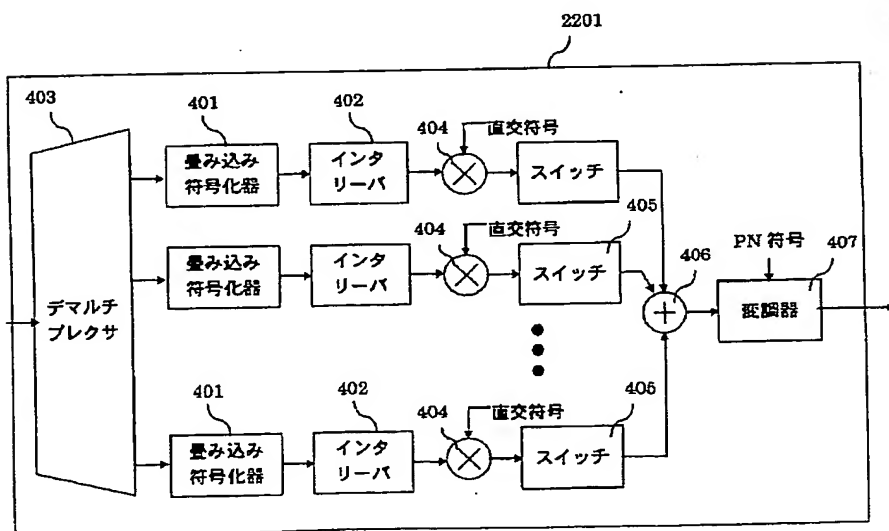 2201
403
401
402
404
直交符号
畳み込み
符号化器
インタ
リーバ
スイッチ
404
直交符号
405
畳み込み
符号化器
インタ
リーバ
スイッチ
406
PN 符号
407
変調器
デマルチ
プレクサ
401
402
404
直交符号
405
畳み込み
符号化器
インタ
リーバ
スイッチ